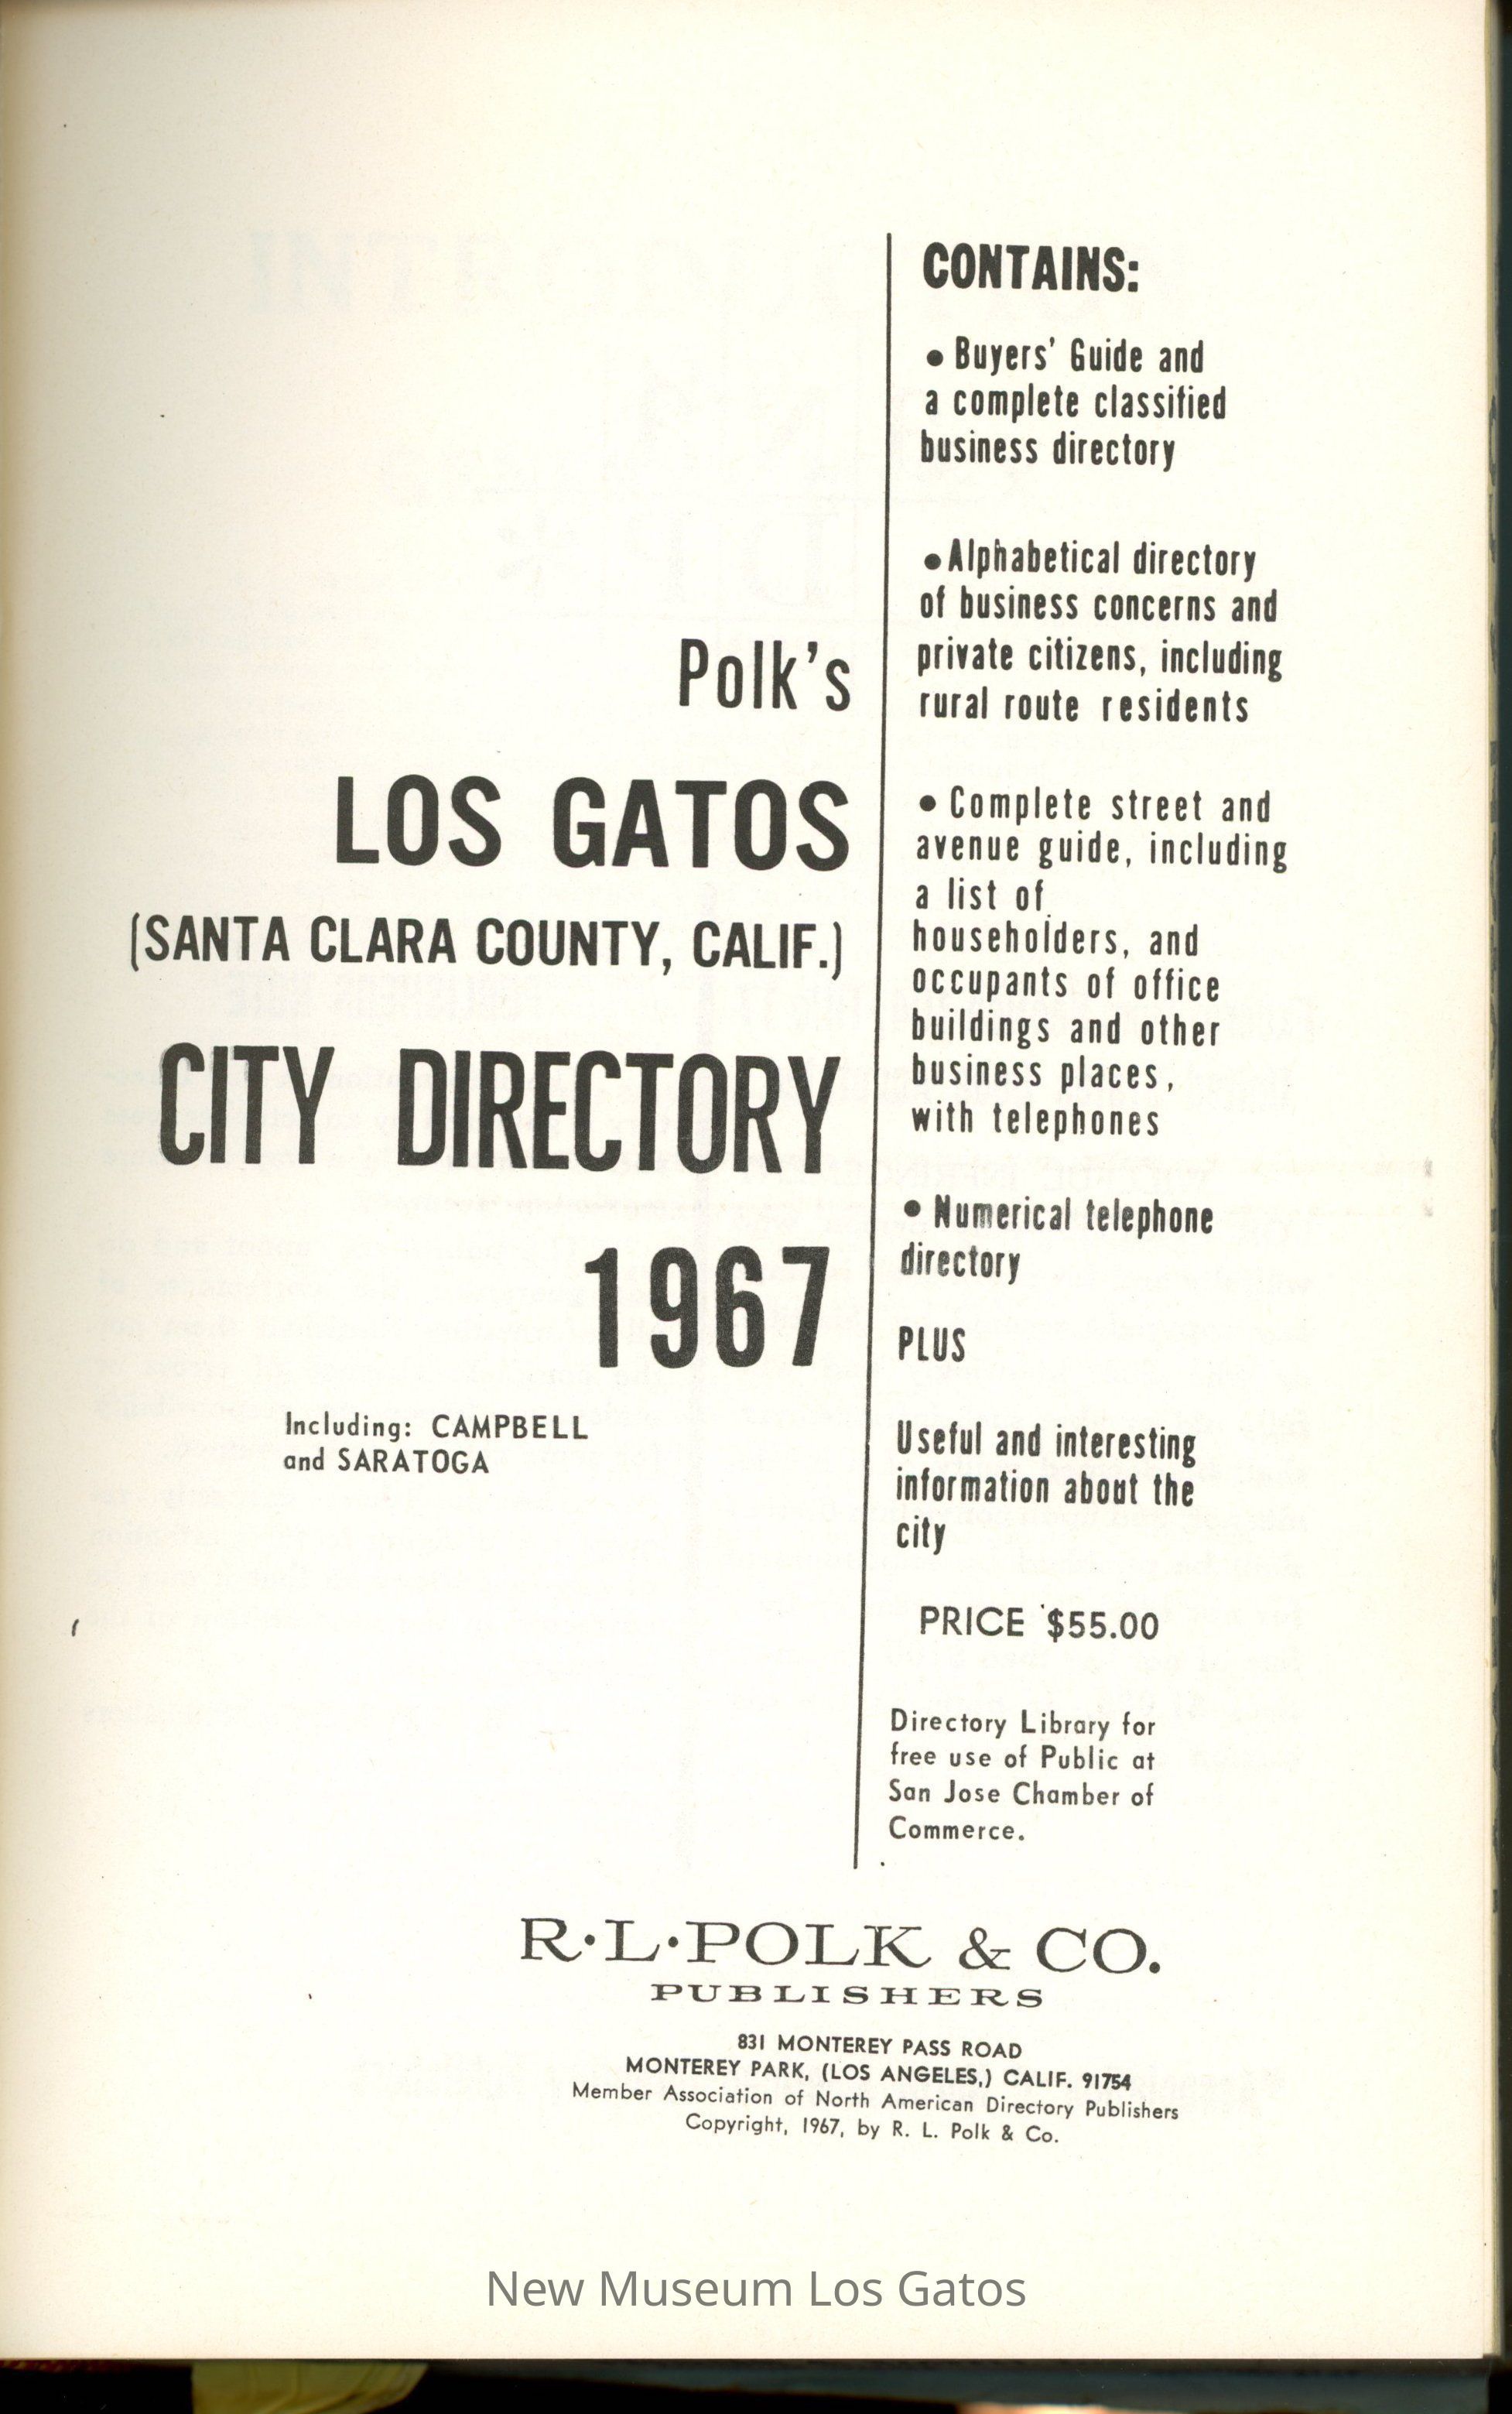 Polk's
LOS GATOS
(SANTA CLARA COUNTY, CALIF.)
CITY DIRECTORY
1967
Including: CAMPBELL
and SARATOGA
CONTAINS:
• Buyers' Guide and
a complete classified
business directory
• Alphabetical directory
of business concerns and
private citizens, including
rural route residents
• Complete street and
avenue guide, including
a list of
householders, and
occupants of office
buildings and other
business places,
with telephones
• Numerical telephone
directory
PLUS
Useful and interesting
information about the
city
PRICE $55.00
Directory Library for
free use of Public at
San Jose Chamber of
Commerce.
R·L·POLK & CO.
PUBLISHERS
831 MONTEREY PASS ROAD
MONTEREY PARK, (LOS ANGELES,) CALIF. 91754
Member Association of North American Directory Publishers
Copyright, 1967, by R. L. Polk & Co.
New Museum Los Gatos